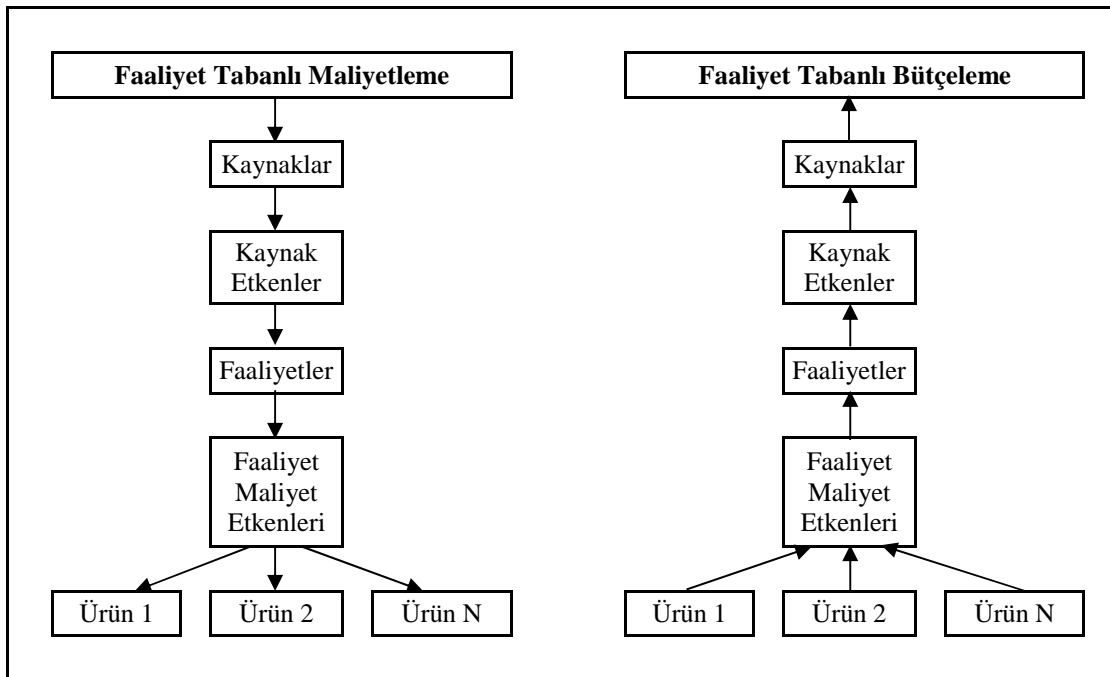 Faaliyet Tabanlı Maliyetleme
Kaynaklar
Kaynak
Etkenler
Faaliyetler
Faaliyet
Maliyet
Etkenleri
Ürün 1
Ürün 2
Ürün N
Faaliyet Tabanlı Bütçeleme
Kaynaklar
Kaynak
Etkenler
Faaliyetler
Faaliyet
Maliyet
Etkenleri
Ürün 1
Ürün 2
Ürün N